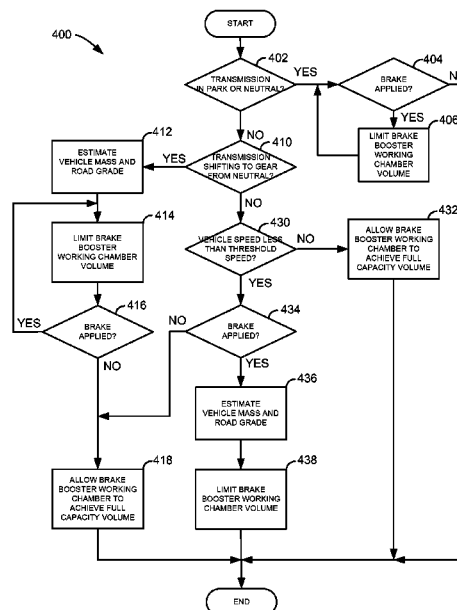 400
START
402
TRANSMISSION
IN PARK OR NEUTRAL?
YES
404
BRAKE
APPLIED?
N
YES
406
LIMIT BRAKE
BOOSTER
WORKING CHAMBER
VOLUME
NO
412
ESTIMATE
VEHICLE MASS AND
ROAD GRADE
YES
410
TRANSMISSION
SHIFTING TO GEAR
FROM NEUTRAL?
NO
414
LIMIT BRAKE
BOOSTER WORKING
CHAMBER VOLUME
430
VEHICLE SPEED LESS
THAN THRESHOLD
SPEED?
NO
432
ALLOW BRAKE
BOOSTER WORKING
CHAMBER TO
ACHIEVE FULL
CAPACITY VOLUME
YES
416
BRAKE
APPLIED?
YES
NO
434
BRAKE
APPLIED?
NO
YES
436
ESTIMATE
VEHICLE MASS AND
ROAD GRADE
418
ALLOW BRAKE
BOOSTER WORKING
CHAMBER TO
ACHIEVE FULL
CAPACITY VOLUME
438
LIMIT BRAKE
BOOSTER WORKING
CHAMBER VOLUME
END